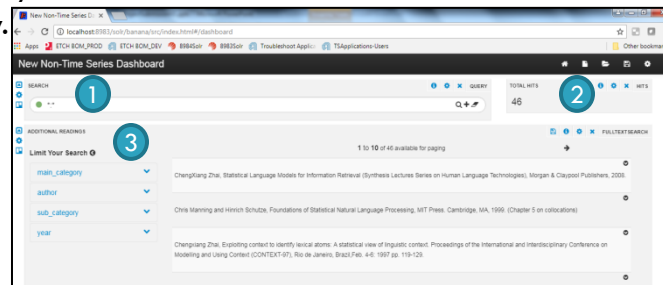 y.
New Non-Time Series Da
localhost:8983/solr/banana/src/index.html#/dashboard
Apps ETCH BOM_PROD ETCH BOM_DEV 8984Solr 8983Solr Troubleshoot Applic TSApplications-Users Other bookmar
New Non-Time Series Dashboard
SEARCH 1 QUERY TOTAL HITS 2 HITS
*:* 46
ADDITIONAL READINGS 3 FULLTEXTSEARCH
Limit Your Search 1 to 10 of 46 available for paging
main_category
ChengXiang Zhai, Statistical Language Models for Information Retrieval (Synthesis Lectures Series on Human Language Technologies), Morgan & Claypool Publishers, 2008.
author
Chris Manning and Hinrich Schutze, Foundations of Statistical Natural Language Processing, MIT Press. Cambridge, MA, 1999. (Chapter 5 on collocations)
sub_category
year
Chengxiang Zhai, Exploiting context to identify lexical atoms: A statistical view of linguistic context. Proceedings of the International and Interdisciplinary Conference on
Modelling and Using Context (CONTEXT-97), Rio de Janeiro, Brazil,Feb. 4-6. 1997 pp. 119-129.